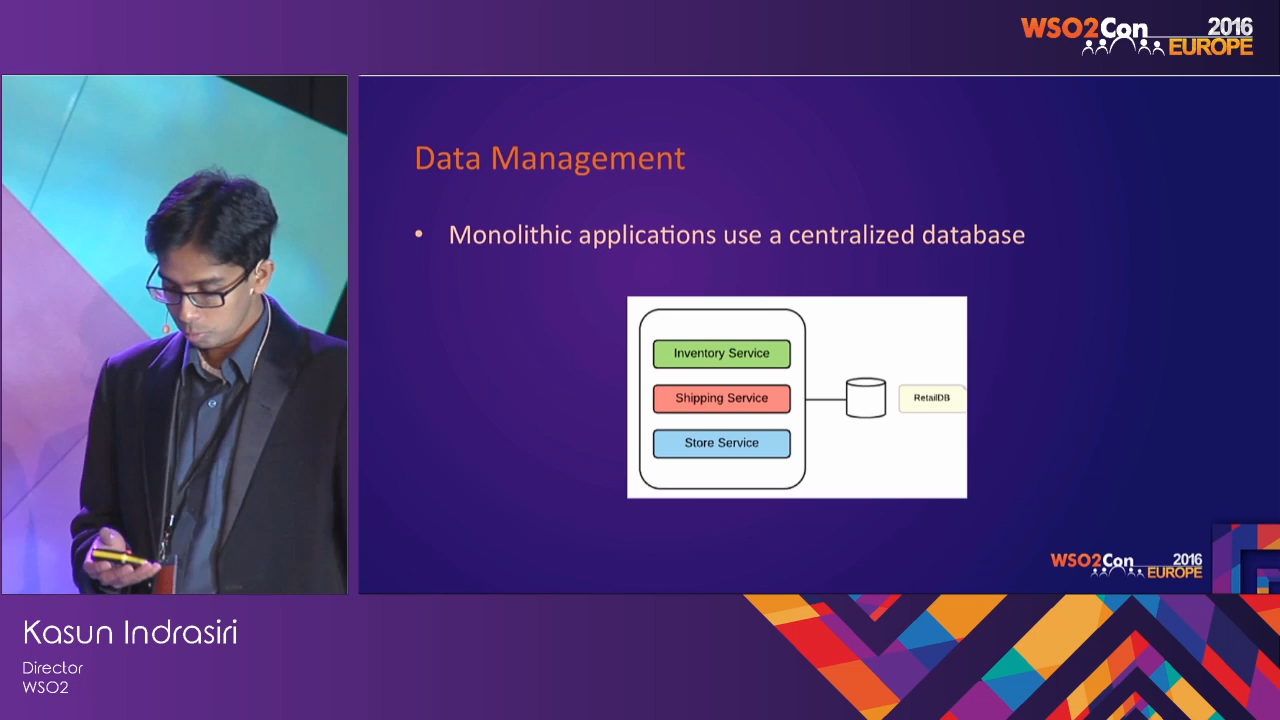 WSO2Con 2016
EUROPE
Data Management
• Monolithic applications use a centralized database
Inventory Service
Shipping Service
Store Service
RetailDB
WSO2Con 2016
EUROPE
Kasun Indrasiri
Director
WSO2